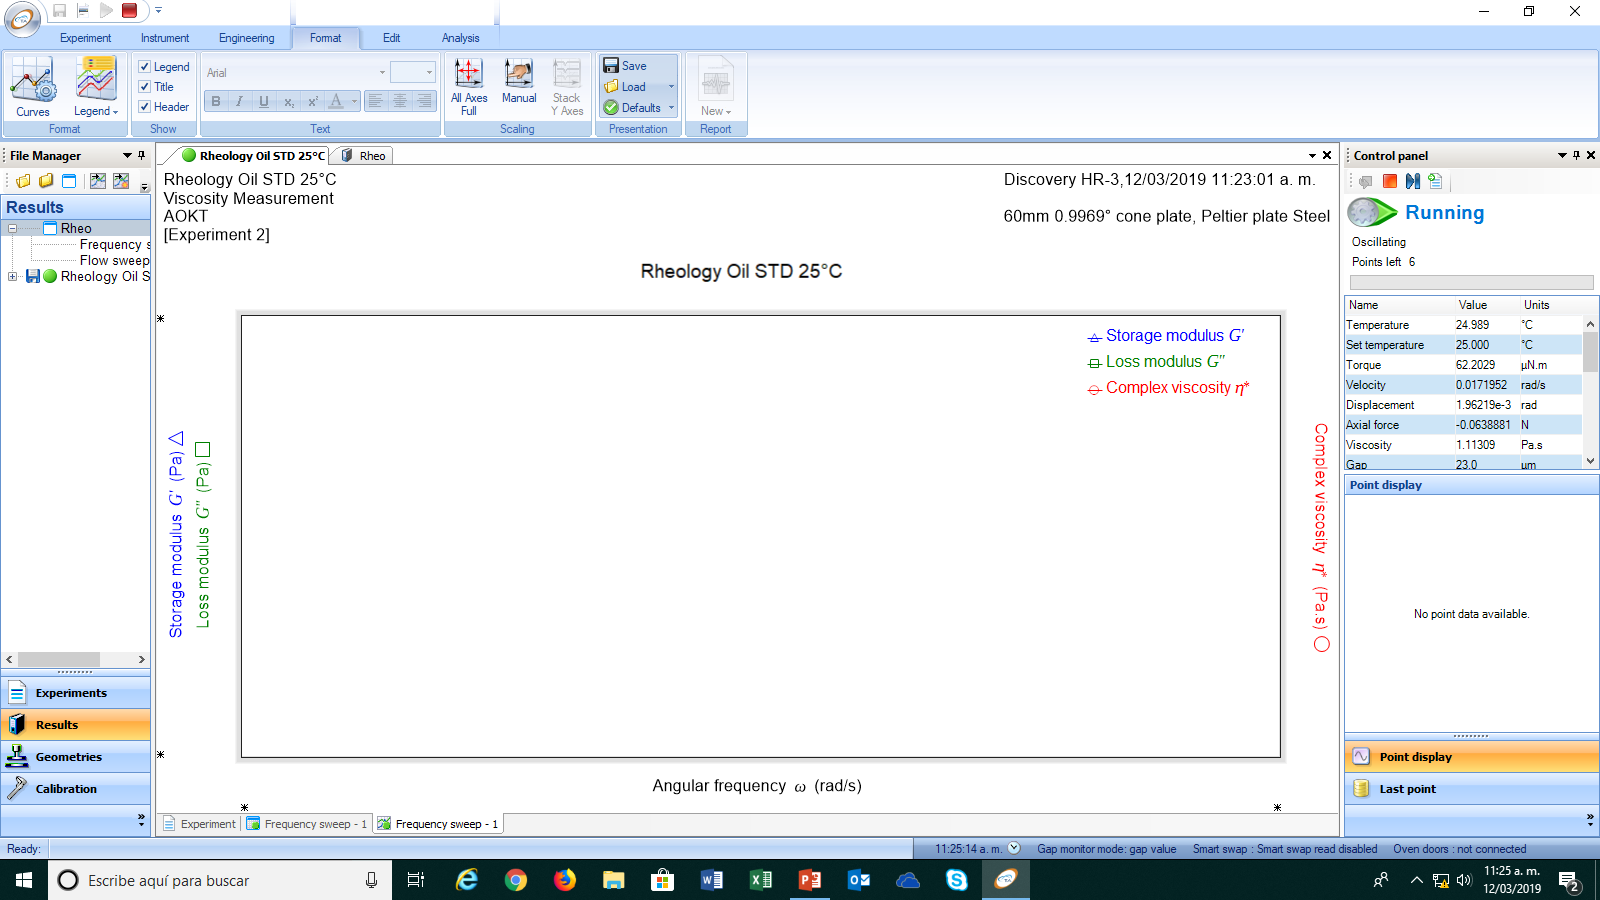 Experiment
Instrument
Engineering
Format
Edit
Analysis
Curves
Legend
Format
Legend
Title
Header
Show
Arial
B I U x₂ x² A
Text
All Axes
Full
Manual
Stack
Y Axes
Scaling
Save
Load
Defaults
Presentation
New
Report
File Manager
Results
Rheo
Frequency s
Flow sweep
Rheology Oil S
Experiments
Results
Geometries
Calibration
Rheology Oil STD 25°C
Rheo
Rheology Oil STD 25°C
Viscosity Measurement
AOKT
[Experiment 2]
Discovery HR-3,12/03/2019 11:23:01 a. m.
60mm 0.9969° cone plate, Peltier plate Steel
Rheology Oil STD 25°C
Storage modulus G'
Loss modulus G''
Complex viscosity η*
Storage modulus G' (Pa)
Loss modulus G'' (Pa)
Complex viscosity η* (Pa.s)
Angular frequency ω (rad/s)
Experiment
Frequency sweep - 1
Frequency sweep - 1
Control panel
Running
Oscillating
Points left 6
Name Value Units
Temperature 24.989 °C
Set temperature 25.000 °C
Torque 62.2029 µN.m
Velocity 0.0171952 rad/s
Displacement 1.96219e-3 rad
Axial force -0.0638881 N
Viscosity 1.11309 Pa.s
Gap 23.0 µm
Point display
No point data available.
Point display
Last point
Ready:
11:25:14 a. m.
Gap monitor mode: gap value
Smart swap : Smart swap read disabled
Oven doors : not connected
Escribe aquí para buscar
11:25 a. m.
12/03/2019
2